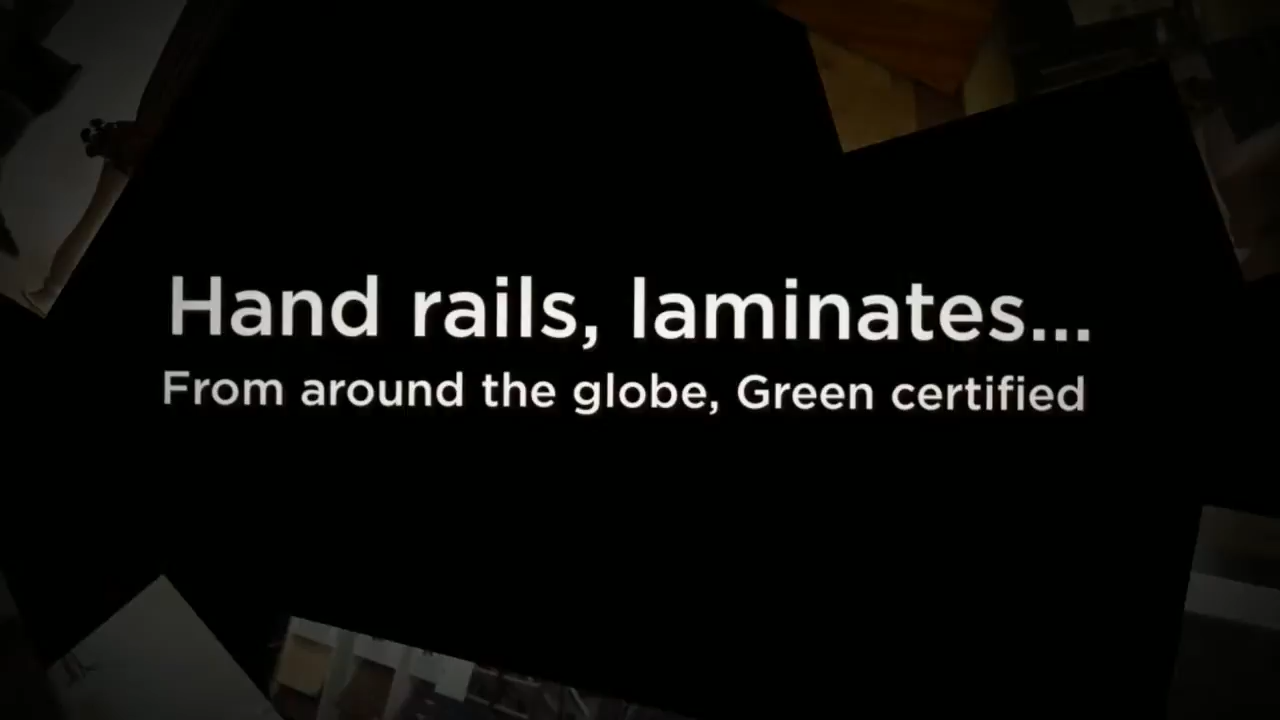 Hand rails, laminates...
From around the globe, Green certified